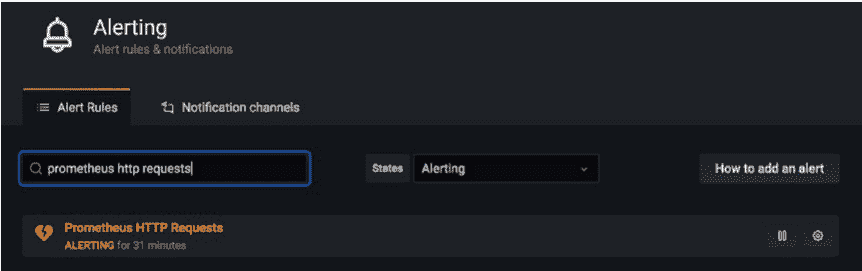 Alerting
Alert rules & notifications
Alert Rules
Notification channels
prometheus http requests
States
Alerting
How to add an alert
Prometheus HTTP Requests
ALERTING for 31 minutes